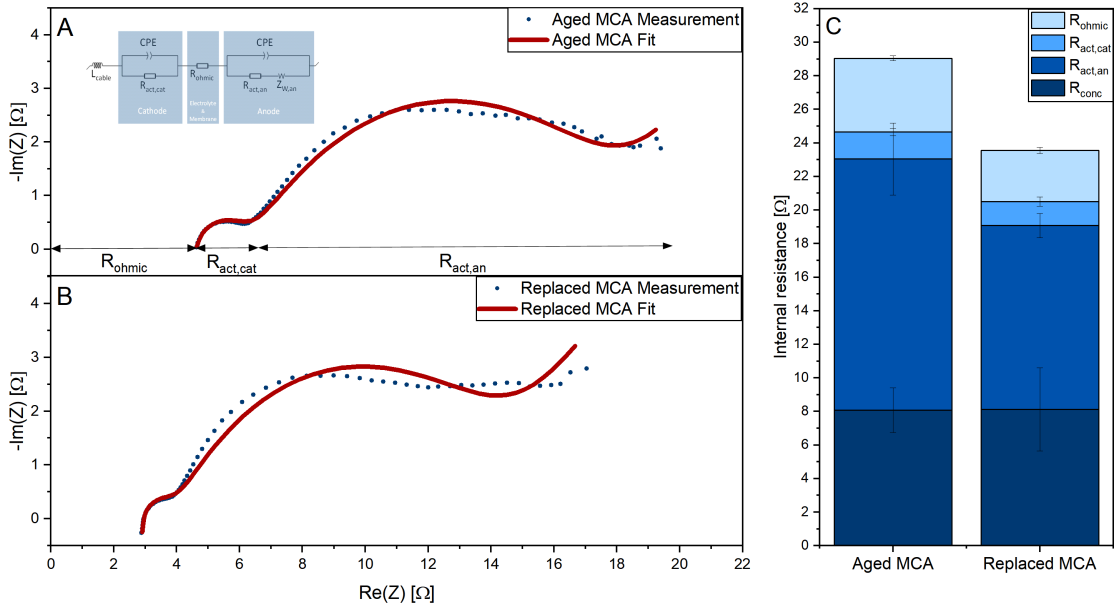 A
Aged MCA Measurement
Aged MCA Fit
CPE
CPE
L_cable
R_act,cat
R_ohmic
R_act,an
Z_W,an
Cathode
Electrolyte & Membrane
Anode
4
3
2
1
0
-Im(Z) [Ω]
R_ohmic
R_act,cat
R_act,an
B
Replaced MCA Measurement
Replaced MCA Fit
4
3
2
1
0
-Im(Z) [Ω]
0 2 4 6 8 10 12 14 16 18 20 22
Re(Z) [Ω]
C
R_ohmic
R_act,cat
R_act,an
R_conc
32
30
28
26
24
22
20
18
16
14
12
10
8
6
4
2
0
Internal resistance [Ω]
Aged MCA Replaced MCA